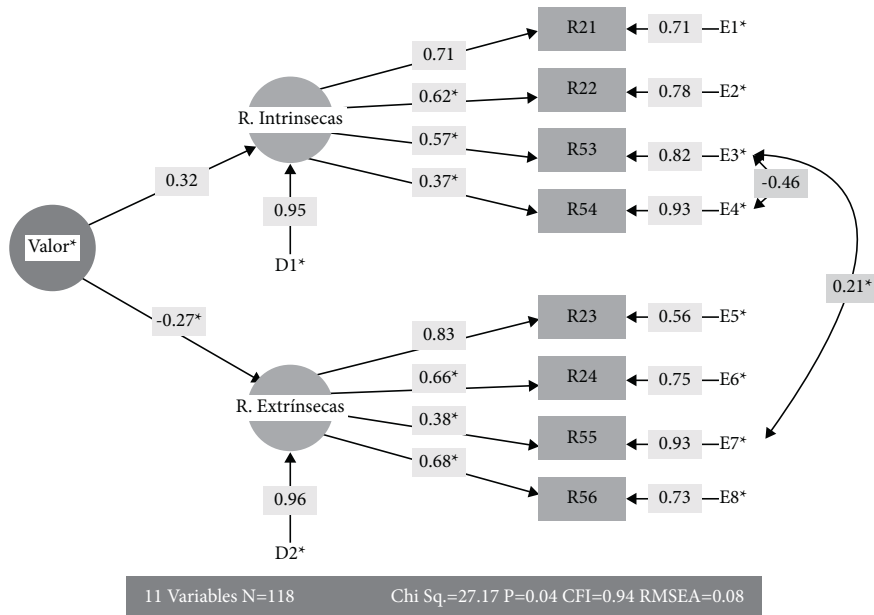 Valor*
0.32
-0.27*
R. Intrinsecas
0.95
D1*
0.71
0.62*
0.57*
0.37*
R21
0.71
E1*
R22
0.78
E2*
R53
0.82
E3*
R54
0.93
E4*
-0.46
0.21*
R. Extrínsecas
0.96
D2*
0.83
0.66*
0.38*
0.68*
R23
0.56
E5*
R24
0.75
E6*
R55
0.93
E7*
R56
0.73
E8*
11 Variables N=118 Chi Sq.=27.17 P=0.04 CFI=0.94 RMSEA=0.08